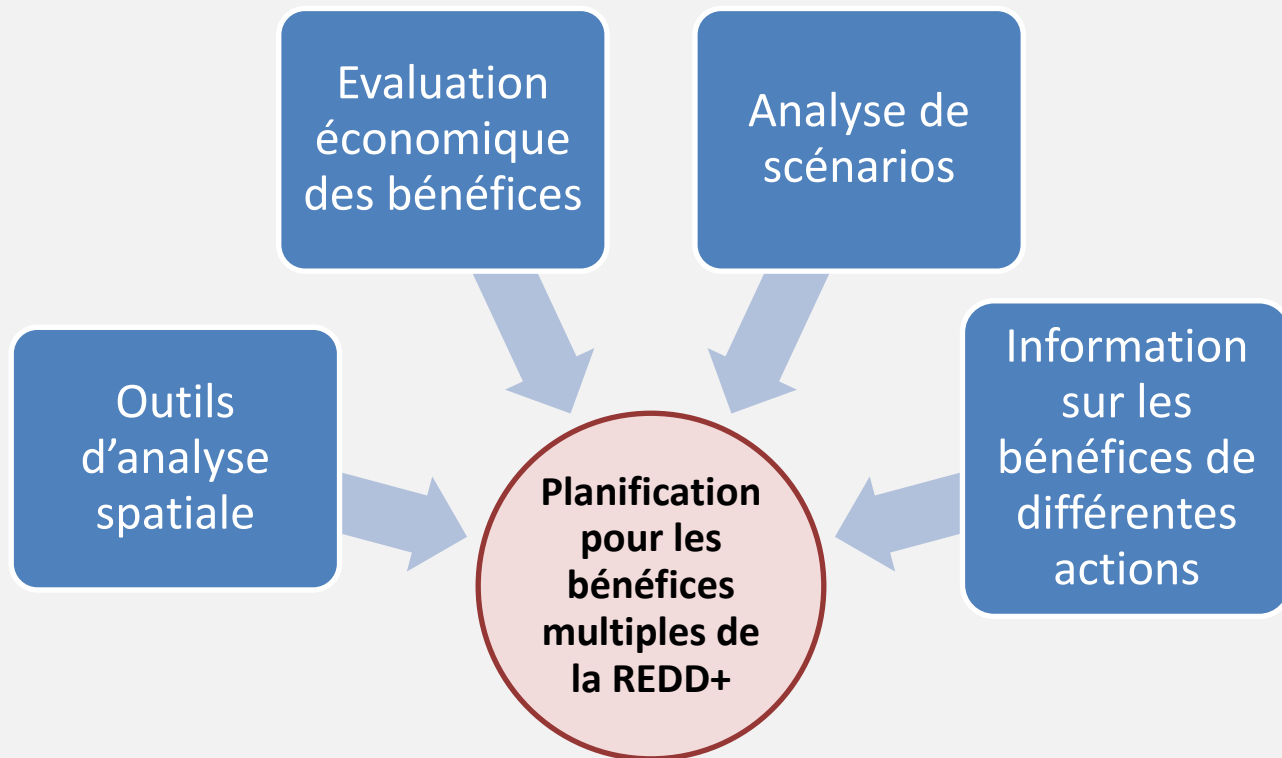 Evaluation
économique
des bénéfices
Analyse de
scénarios
Outils
d’analyse
spatiale
Information
sur les
bénéfices de
différentes
actions
Planification
pour les
bénéfices
multiples de
la REDD+